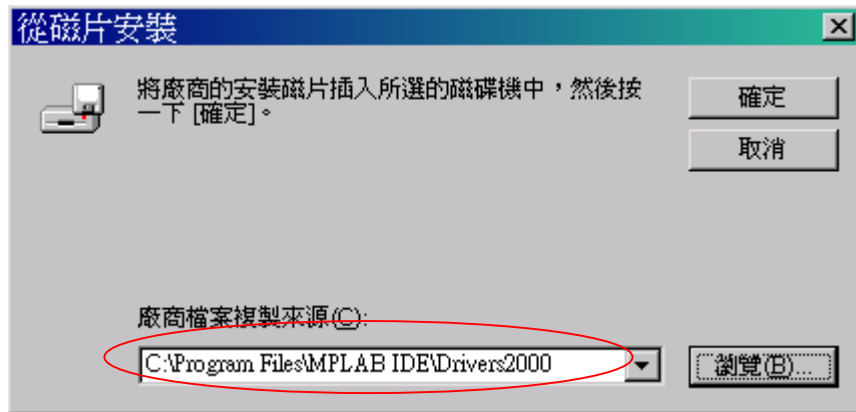 從磁片安裝
將廠商的安裝磁片插入所選的磁碟機中，然後按
一下 [確定]。
確定
取消
廠商檔案複製來源(C):
C:\Program Files\MPLAB IDE\Drivers2000
瀏覽(B)...